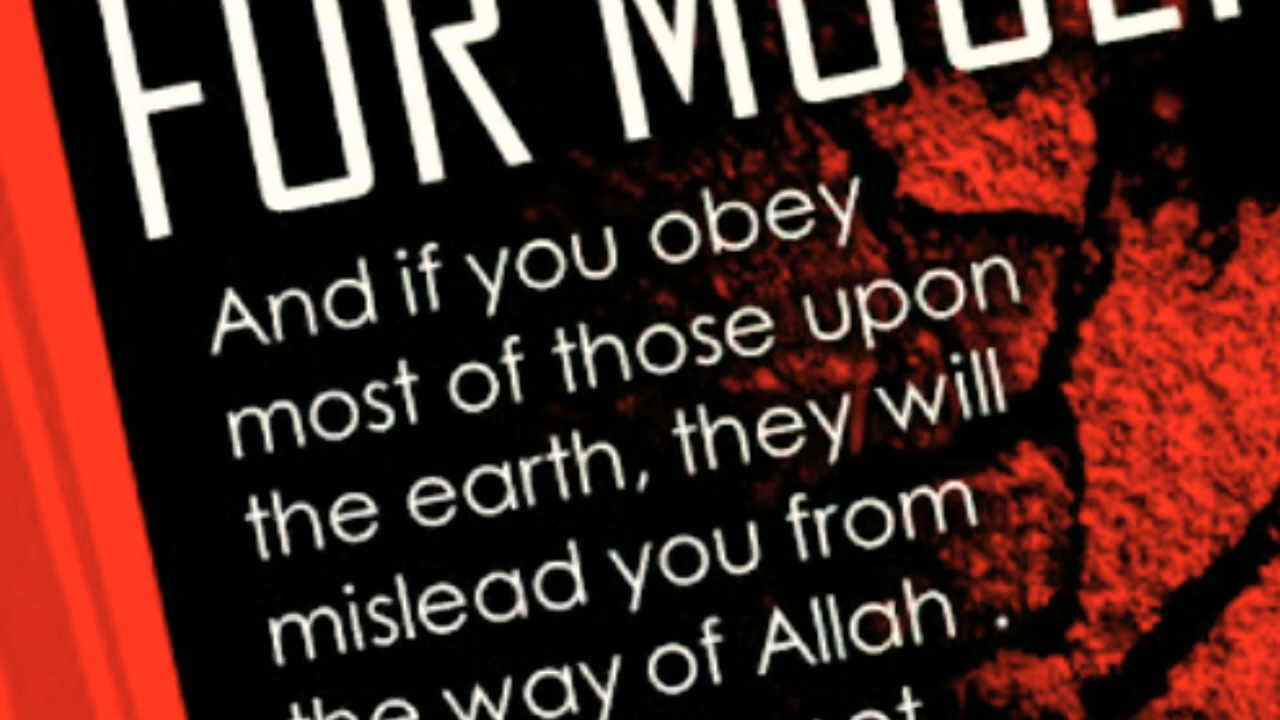 FOR
And if you obey
most of those upon
the earth, they will
mislead you from
the way of Allah .